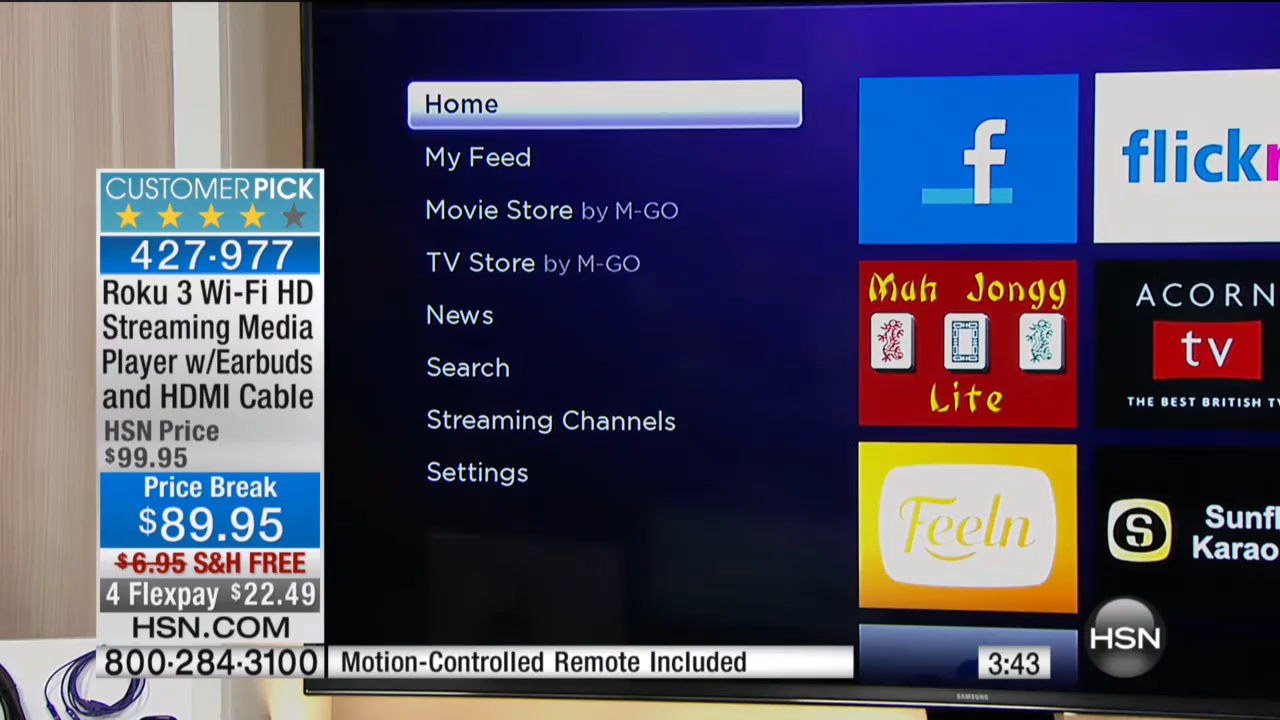 CUSTOMER PICK
427-977
Roku 3 Wi-Fi HD
Streaming Media
Player w/Earbuds
and HDMI Cable
HSN Price
$99.95
Price Break
$89.95
$6.95 S&H FREE
4 Flexpay $22.49
HSN.COM
800-284-3100
Motion-Controlled Remote Included
3:43
HSN
Home
My Feed
Movie Store by M-GO
TV Store by M-GO
News
Search
Streaming Channels
Settings
f
flickr
Mah Jongg
Lite
ACORN
tv
THE BEST BRITISH TV
Feeln
S
Sunfl
Karao
SAMSUNG